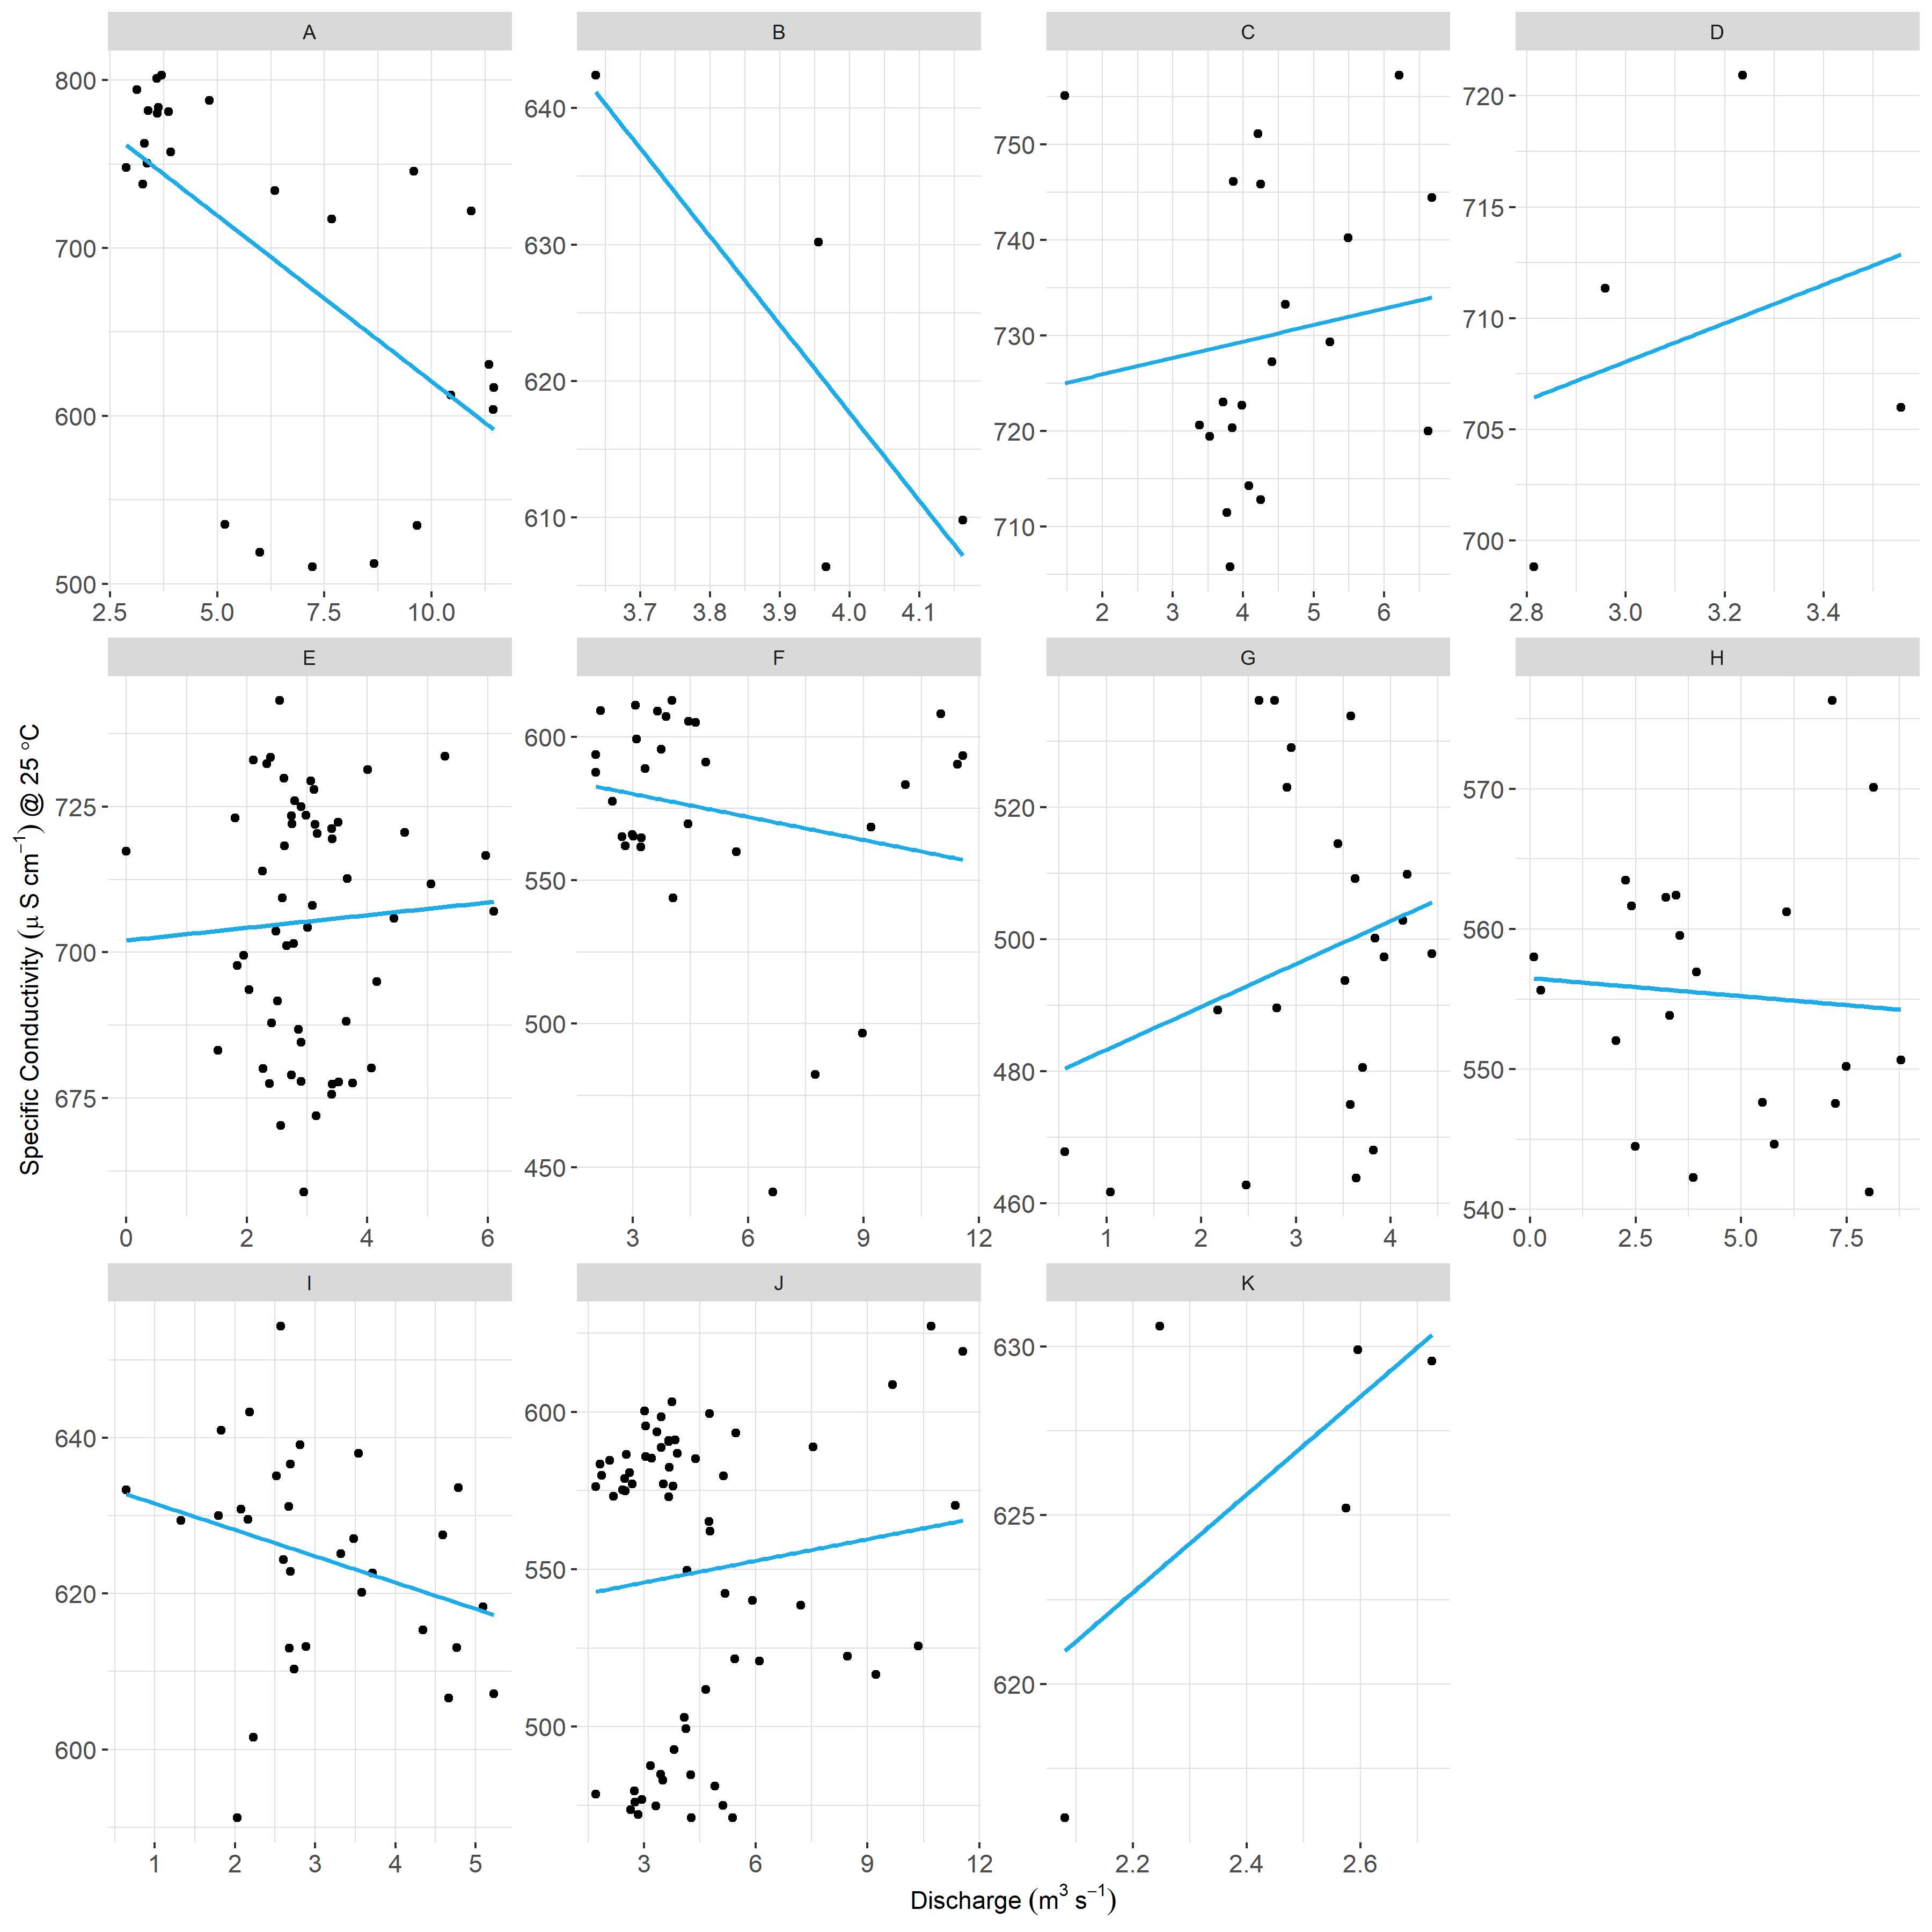 A B C D
800 640 750 720
700 630 740 715
600 620 730 710
500 610 720 705
710 700
2.5 5.0 7.5 10.0 3.7 3.8 3.9 4.0 4.1 2 3 4 5 6 2.8 3.0 3.2 3.4
E F G H
725 600 520 570
700 550 500 560
675 500 480 550
450 460 540
0 2 4 6 3 6 9 12 1 2 3 4 0.0 2.5 5.0 7.5
I J K
640 600 630
620 550 625
600 500 620
1 2 3 4 5 3 6 9 12 2.2 2.4 2.6
Specific Conductivity (μ S cm⁻¹) @ 25 °C
Discharge (m³ s⁻¹)